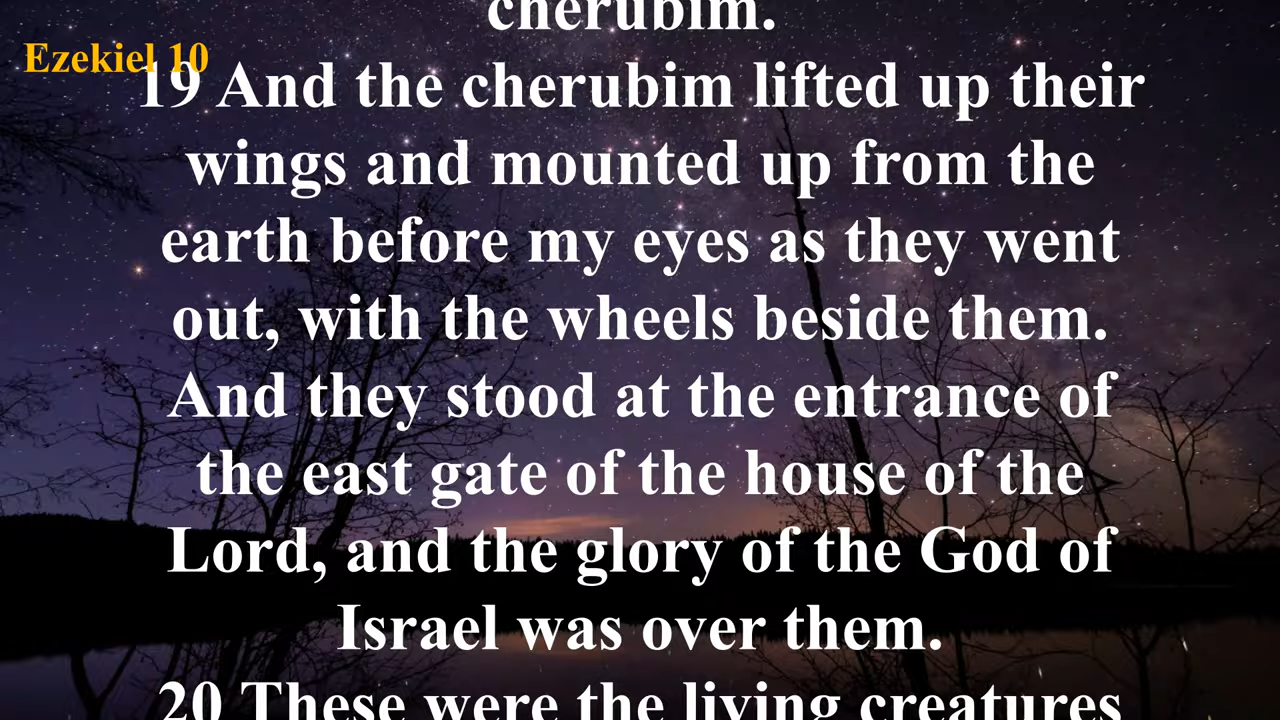 cherubim.
Ezekiel 10
19 And the cherubim lifted up their
wings and mounted up from the
earth before my eyes as they went
out, with the wheels beside them.
And they stood at the entrance of
the east gate of the house of the
Lord, and the glory of the God of
Israel was over them.
20 These were the living creatures